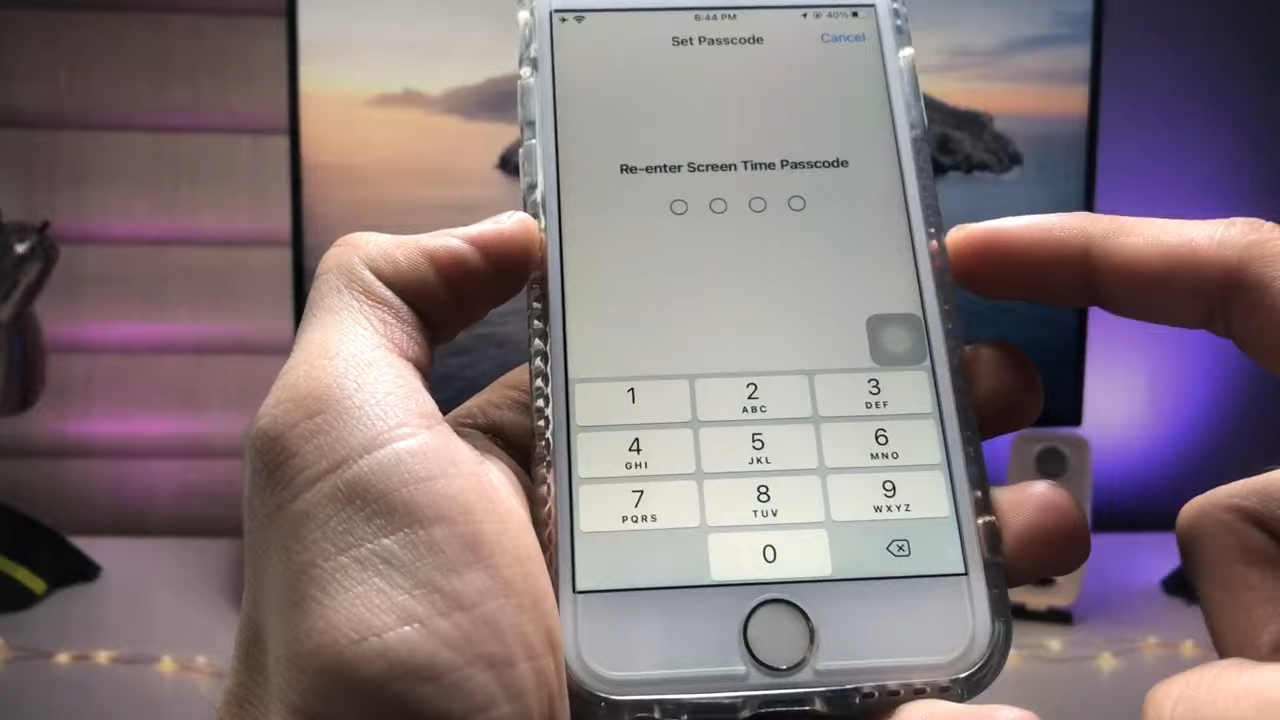 6:44 PM
40%
Set Passcode
Cancel
Re-enter Screen Time Passcode
1
2
3
ABC
DEF
4
5
6
GHI
JKL
MNO
7
8
9
PQRS
TUV
WXYZ
0